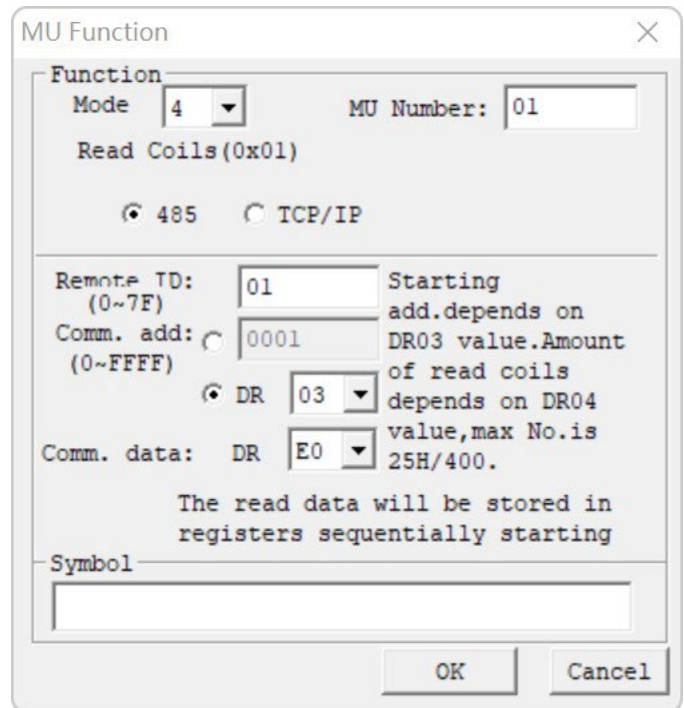 MU Function
Function
Mode 4 MU Number: 01
Read Coils(0x01)
485 TCP/IP
Remote ID: 01
(0~7F)
Comm. add: 0001
(0~FFFF)
DR 03
Comm. data: DR E0
Starting
add.depends on
DR03 value.Amount
of read coils
depends on DR04
value,max No.is
25H/400.
The read data will be stored in
registers sequentially starting
Symbol
OK Cancel